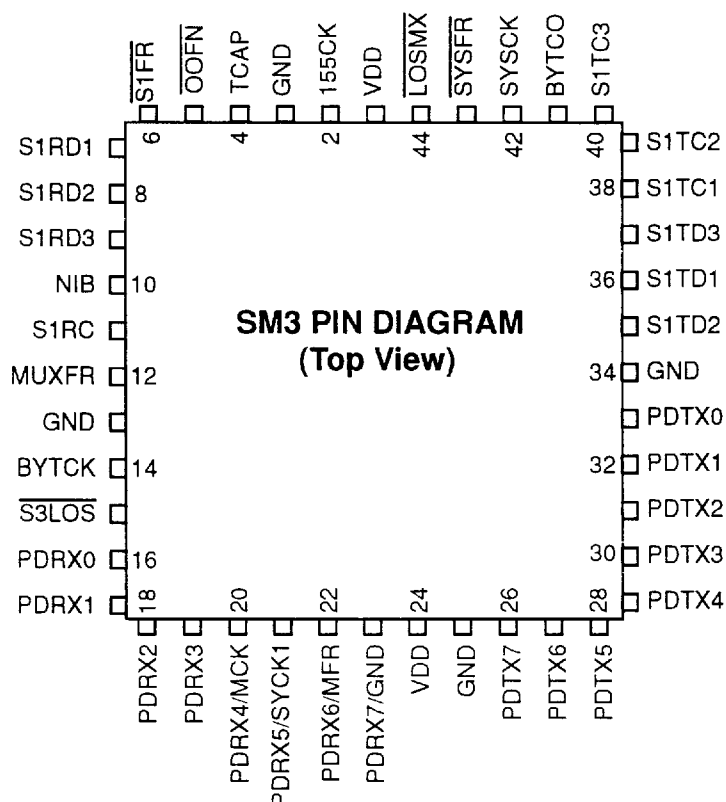 S1FR
OOFN
TCAP
GND
155CK
VDD
LOSMX
SYSFR
SYSCK
BYTCO
S1TC3
6
4
2
44
42
40
S1RD1
S1RD2
8
S1RD3
NIB
10
S1RC
MUXFR
12
GND
BYTCK
14
S3LOS
PDRX0
16
PDRX1
SM3 PIN DIAGRAM
(Top View)
S1TC2
38
S1TC1
S1TD3
36
S1TD1
S1TD2
34
GND
PDTX0
32
PDTX1
PDTX2
30
PDTX3
PDTX4
18
20
22
24
26
28
PDRX2
PDRX3
PDRX4/MCK
PDRX5/SYCK1
PDRX6/MFR
PDRX7/GND
VDD
GND
PDTX7
PDTX6
PDTX5